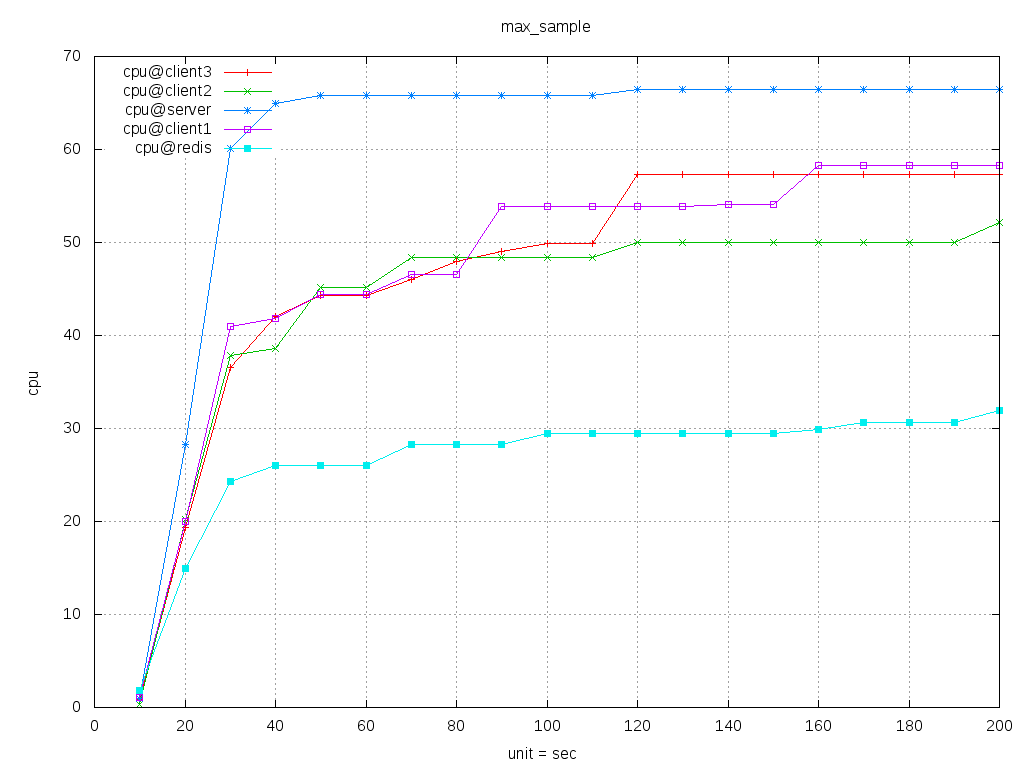 max_sample
70
60
50
40
30
20
10
0
cpu
cpu@client3
cpu@client2
cpu@server
cpu@client1
cpu@redis
0 20 40 60 80 100 120 140 160 180 200
unit = sec